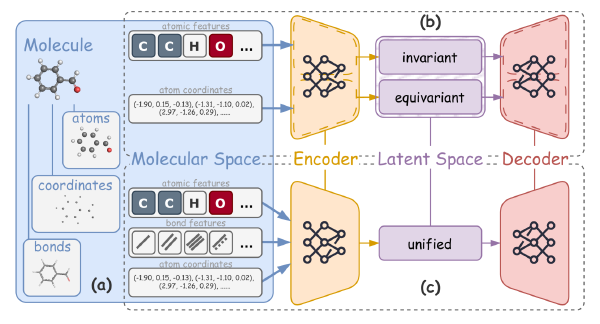 Molecule
atoms
coordinates
bonds
(a)
atomic features
C C H O ...
atom coordinates
(-1.90, 0.15, -0.13), (-1.31, -1.10, 0.02),
(2.97, -1.26, 0.29), ......
(b)
invariant
equivariant
Molecular Space Encoder Latent Space Decoder
atomic features
C C H O ...
bond features
...
atom coordinates
(-1.90, 0.15, -0.13), (-1.31, -1.10, 0.02),
(2.97, -1.26, 0.29), ......
unified
(c)